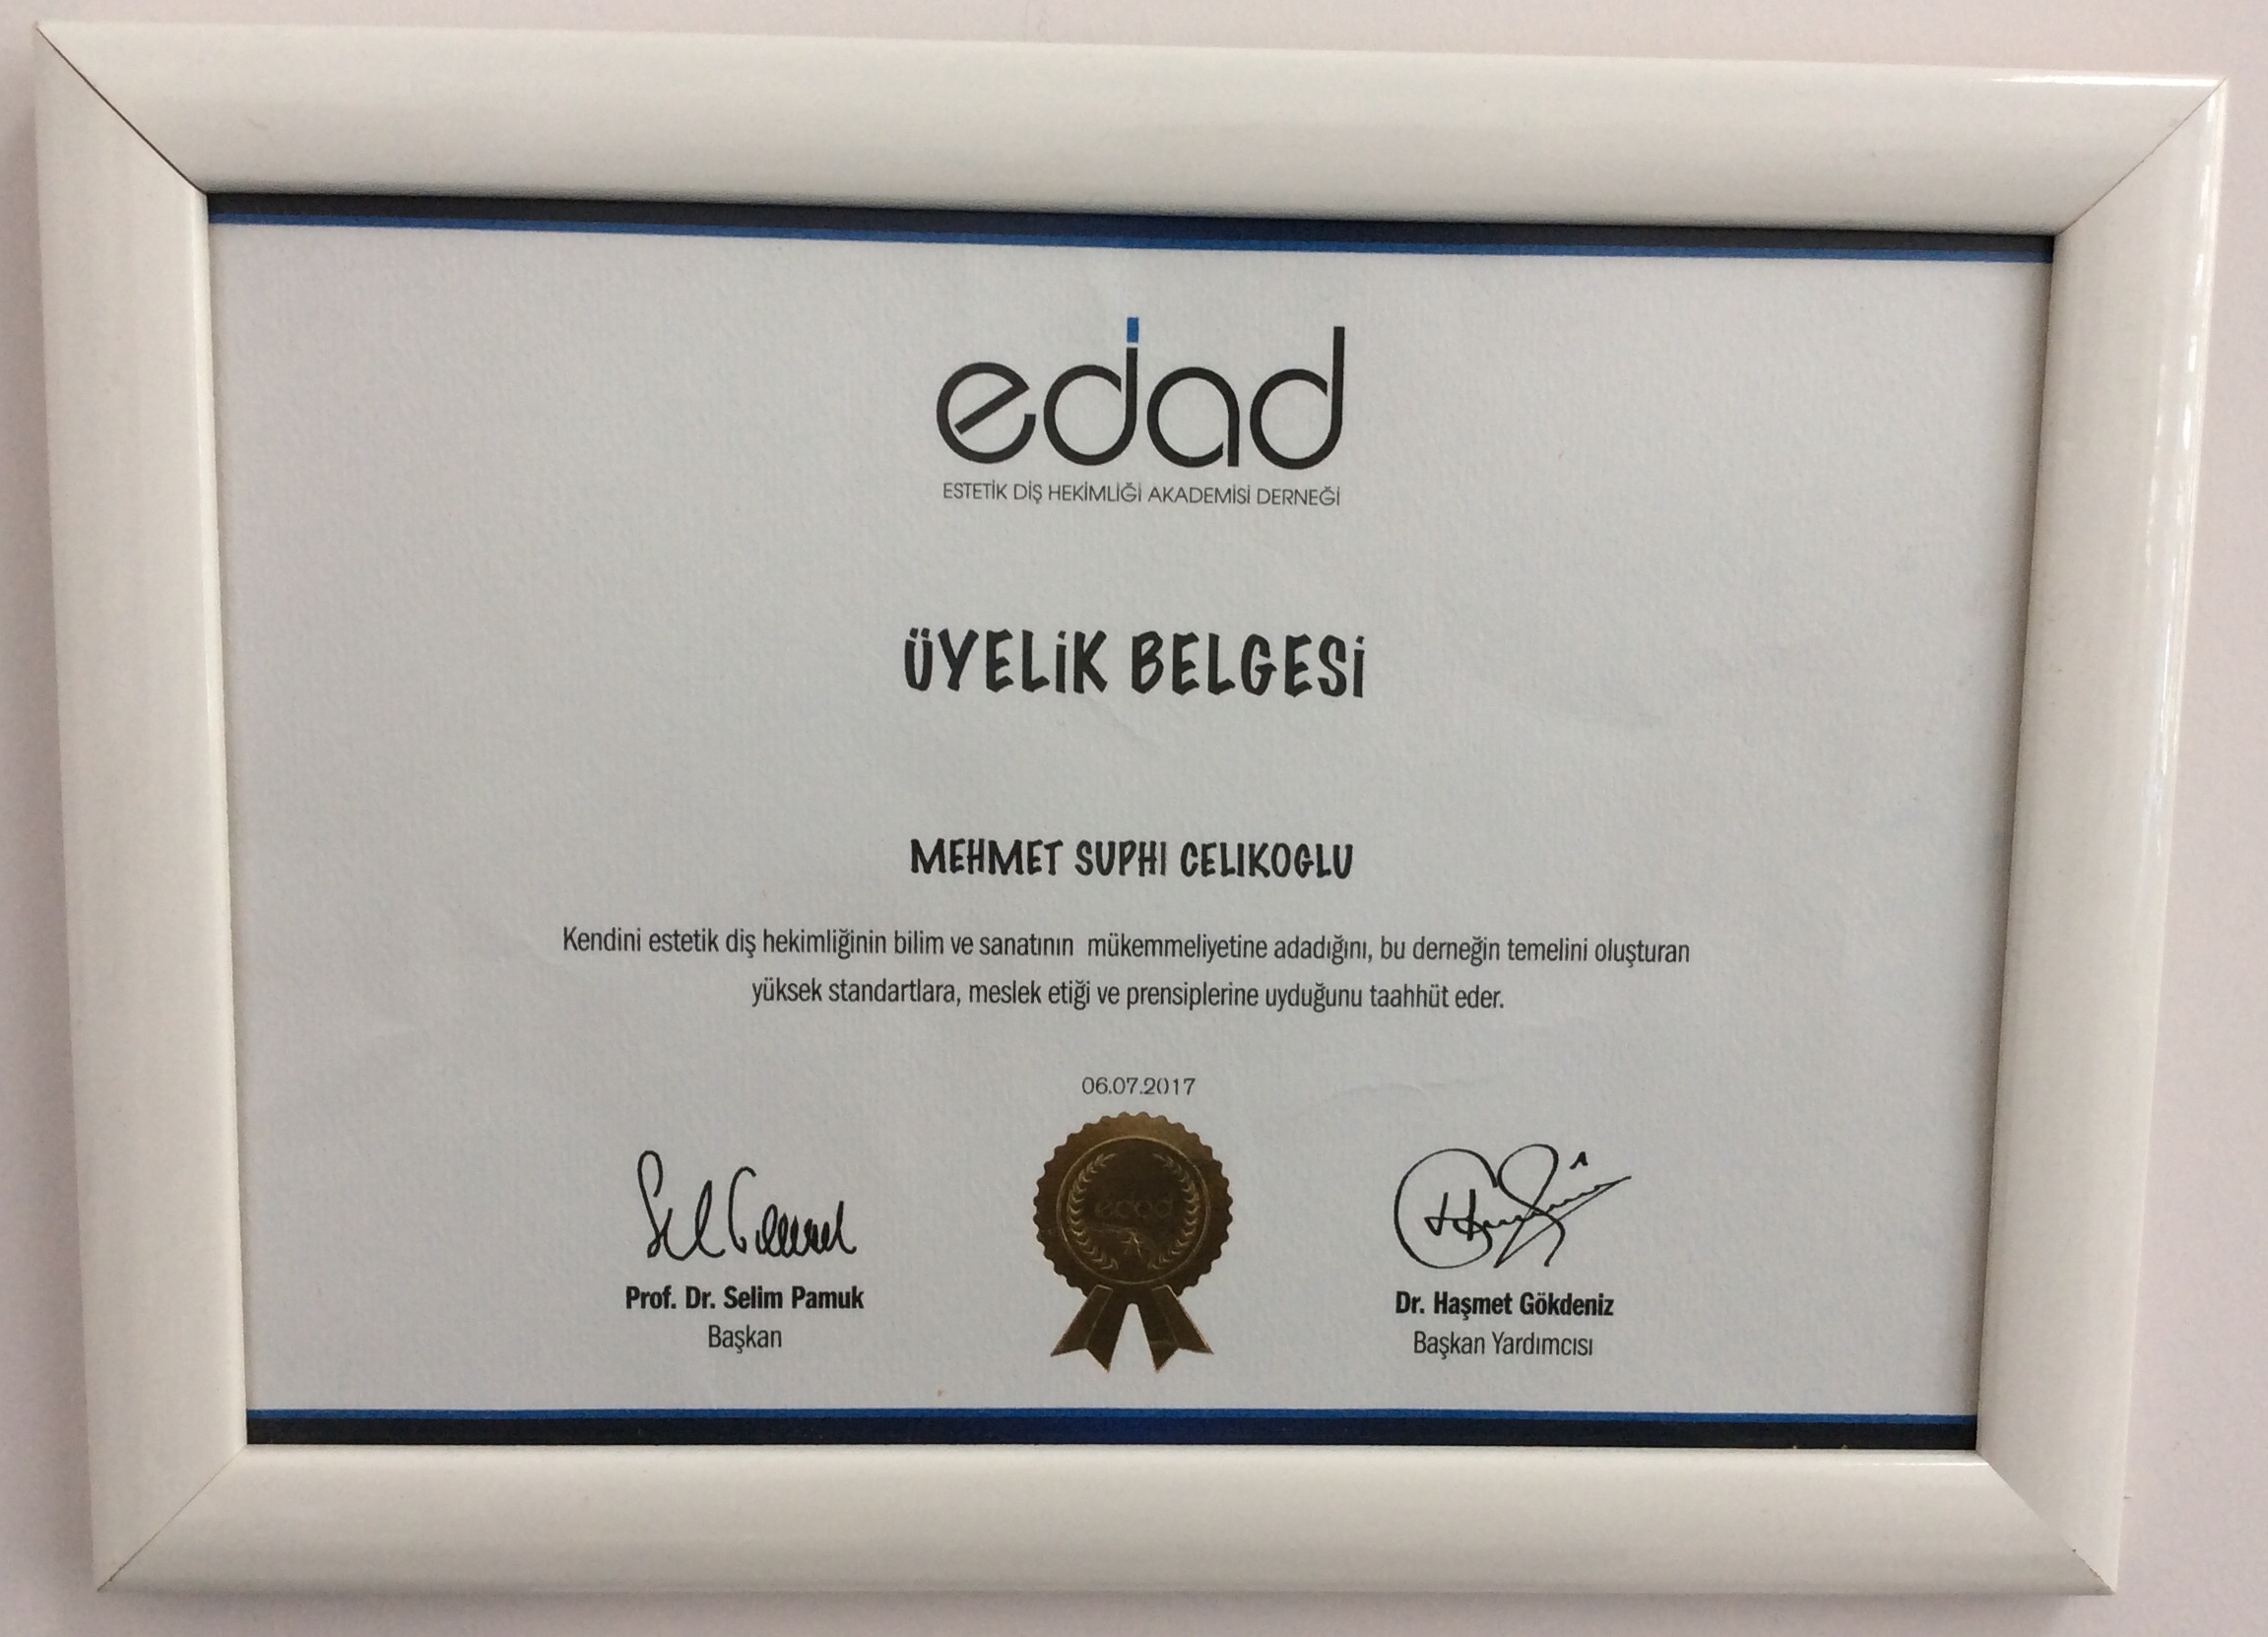 edad
ESTETİK DİŞ HEKİMLİĞİ AKADEMİSİ DERNEĞİ
ÜYELİK BELGESİ
MEHMET SUPHI CELIKOGLU
Kendini estetik diş hekimliğinin bilim ve sanatının mükemmeliyetine adadığını, bu derneğin temelini oluşturan
yüksek standartlara, meslek etiği ve prensiplerine uyduğunu taahhüt eder.
06.07.2017
edad
Prof. Dr. Selim Pamuk
Başkan
Dr. Haşmet Gökdeniz
Başkan Yardımcısı